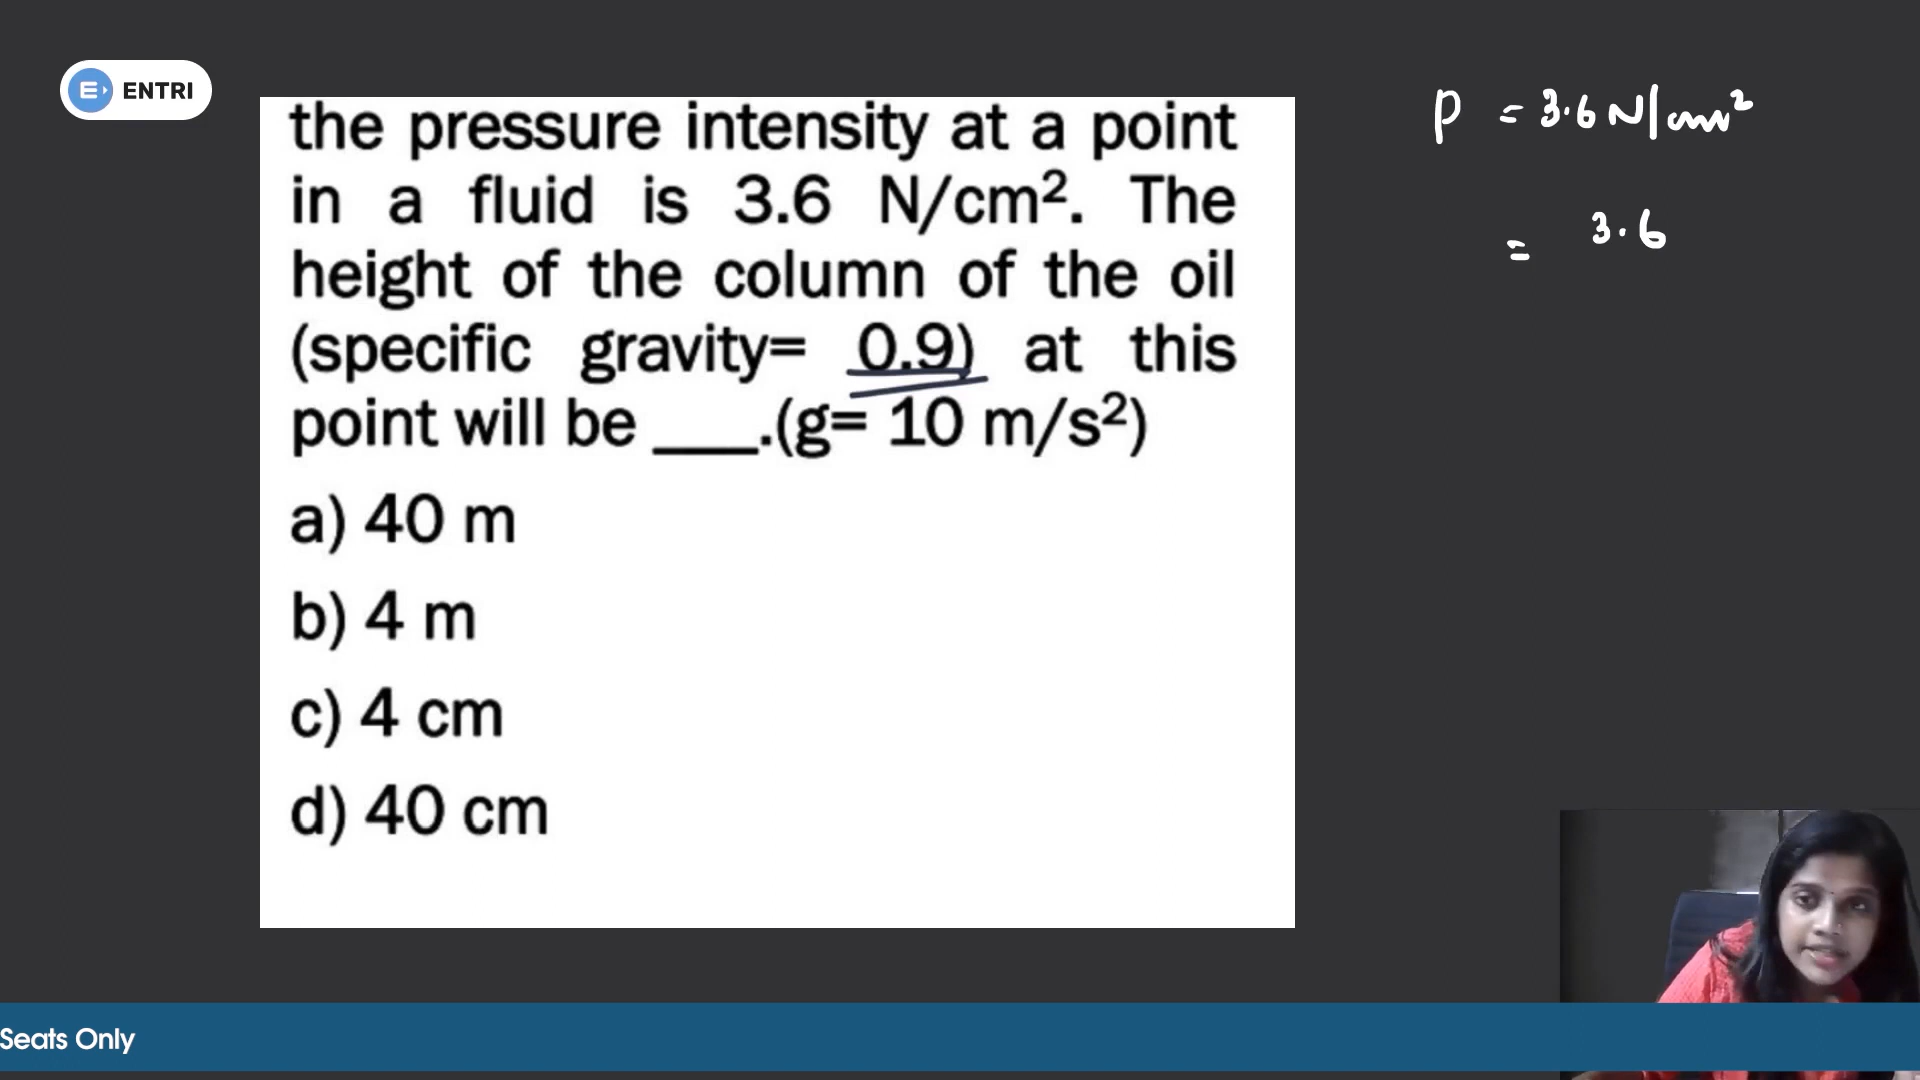 ENTRI
the pressure intensity at a point
in a fluid is 3.6 N/cm². The
height of the column of the oil
(specific gravity= 0.9) at this
point will be ____.(g= 10 m/s²)
a) 40 m
b) 4 m
c) 4 cm
d) 40 cm
P = 3.6 N/cm²
= 3.6
Seats Only